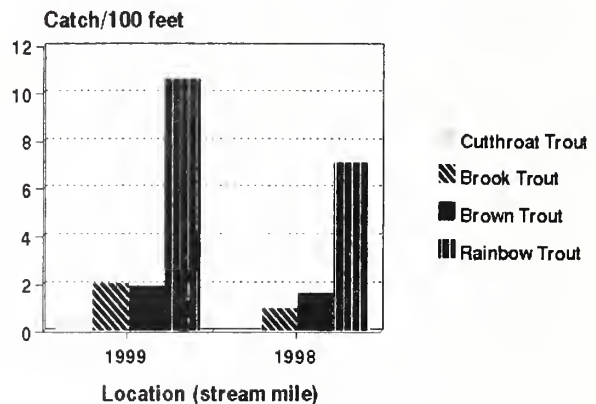 Catch/100 feet
12
10
8
6
4
2
0
1999 1998
Location (stream mile)
Cutthroat Trout
Brook Trout
Brown Trout
Rainbow Trout